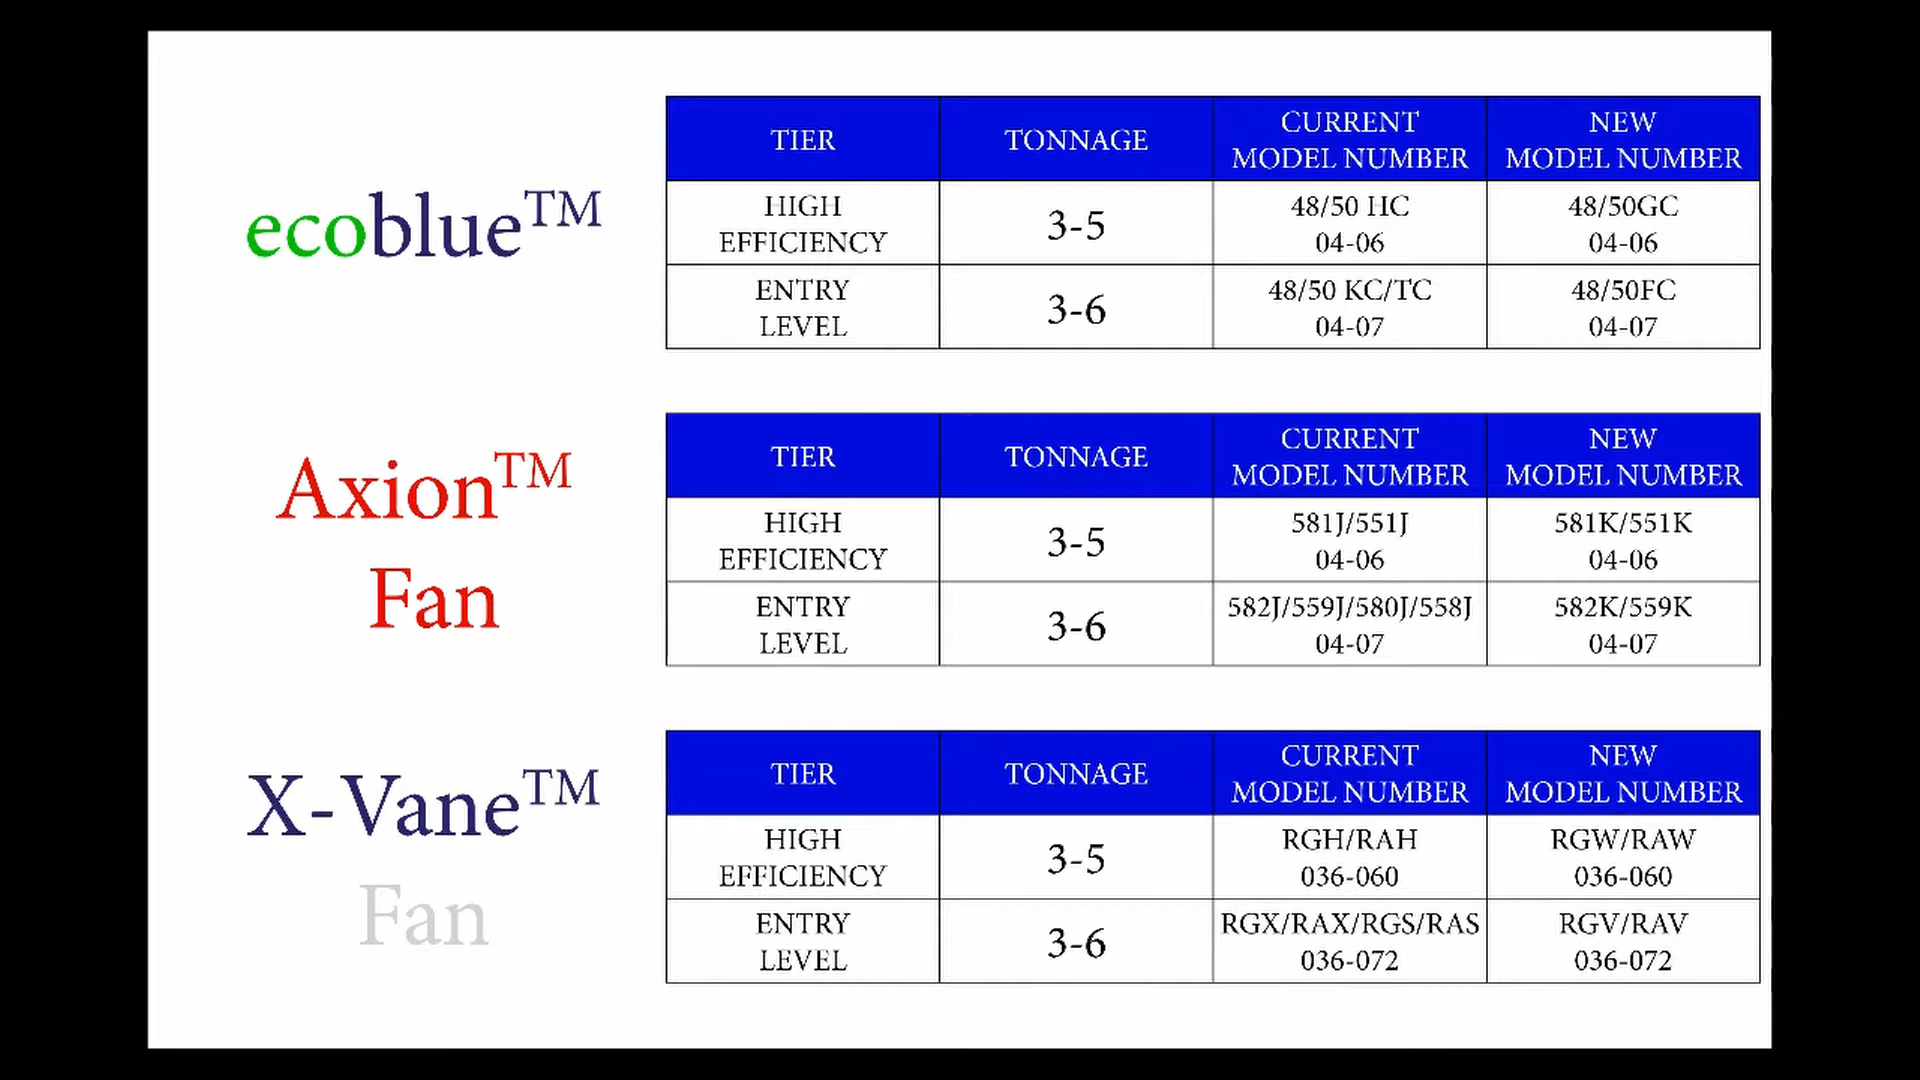 ecoblue™
TIER TONNAGE CURRENT MODEL NUMBER NEW MODEL NUMBER
HIGH EFFICIENCY 3-5 48/50 HC 04-06 48/50GC 04-06
ENTRY LEVEL 3-6 48/50 KC/TC 04-07 48/50FC 04-07
Axion™
Fan
TIER TONNAGE CURRENT MODEL NUMBER NEW MODEL NUMBER
HIGH EFFICIENCY 3-5 581J/551J 04-06 581K/551K 04-06
ENTRY LEVEL 3-6 582J/559J/580J/558J 04-07 582K/559K 04-07
X-Vane™
Fan
TIER TONNAGE CURRENT MODEL NUMBER NEW MODEL NUMBER
HIGH EFFICIENCY 3-5 RGH/RAH 036-060 RGW/RAW 036-060
ENTRY LEVEL 3-6 RGX/RAX/RGS/RAS 036-072 RGV/RAV 036-072